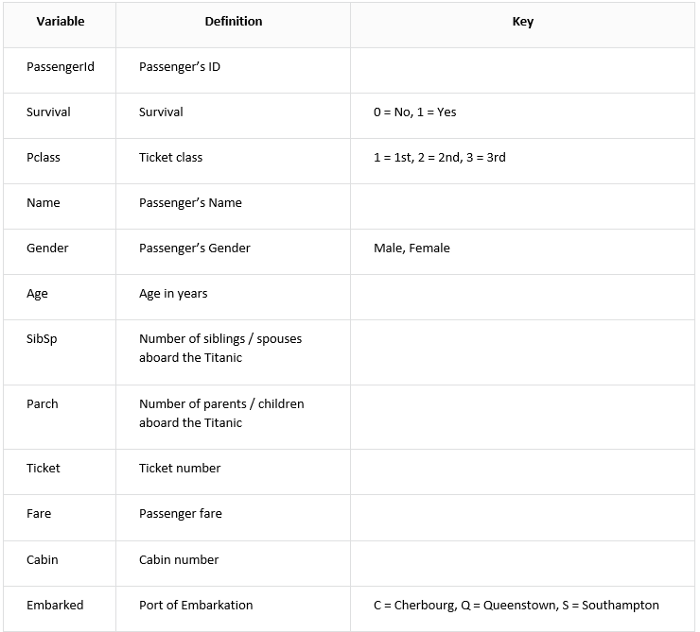 Variable Definition Key
PassengerId Passenger’s ID
Survival Survival 0 = No, 1 = Yes
Pclass Ticket class 1 = 1st, 2 = 2nd, 3 = 3rd
Name Passenger’s Name
Gender Passenger’s Gender Male, Female
Age Age in years
SibSp Number of siblings / spouses
aboard the Titanic
Parch Number of parents / children
aboard the Titanic
Ticket Ticket number
Fare Passenger fare
Cabin Cabin number
Embarked Port of Embarkation C = Cherbourg, Q = Queenstown, S = Southampton